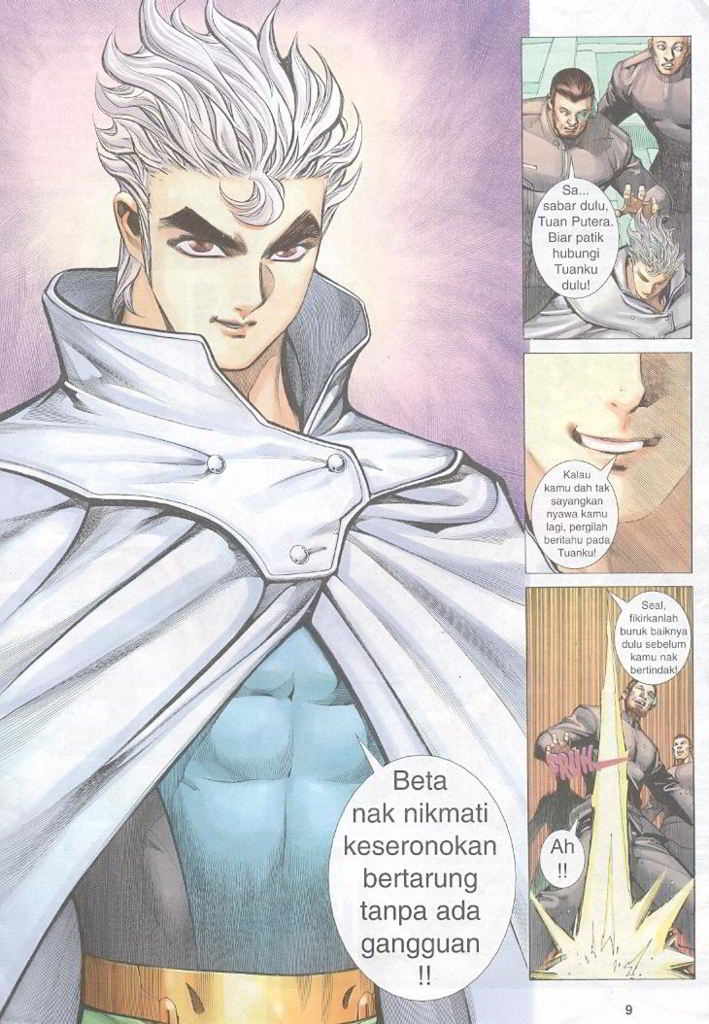 Beta
nak nikmati
keseronokan
bertarung
tanpa ada
gangguan
!!
Sa...
sabar dulu,
Tuan Putera.
Biar patik
hubungi
Tuanku
dulu!
Kalau
kamu dah tak
sayangkan
nyawa kamu
lagi, pergilah
beritahu pada
Tuanku!
Seal,
fikirkanlah
buruk baiknya
dulu sebelum
kamu nak
bertindak!
PRUK
Ah
!!
9